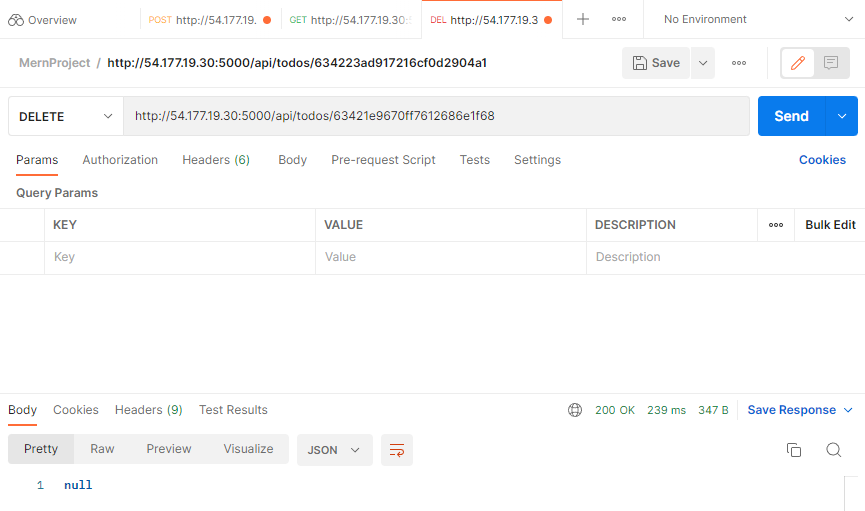 Overview
POST http://54.177.19.
GET http://54.177.19.30:5
DEL http://54.177.19.3
No Environment
MernProject / http://54.177.19.30:5000/api/todos/634223ad917216cf0d2904a1
Save
DELETE
http://54.177.19.30:5000/api/todos/63421e9670ff7612686e1f68
Send
Params Authorization Headers (6) Body Pre-request Script Tests Settings Cookies
Query Params
KEY VALUE DESCRIPTION Bulk Edit
Key Value Description
Body Cookies Headers (9) Test Results 200 OK 239 ms 347 B Save Response
Pretty Raw Preview Visualize JSON
1 null